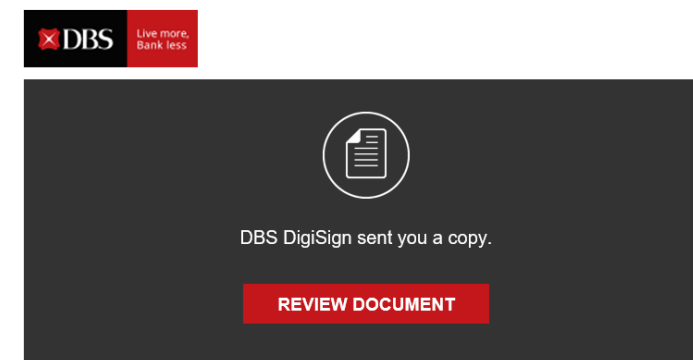 DBS
Live more,
Bank less
DBS DigiSign sent you a copy.
REVIEW DOCUMENT